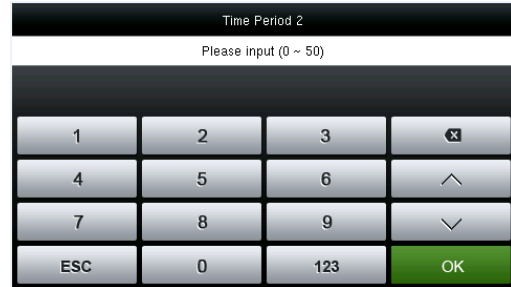 Time Period 2
Please input (0 ~ 50)
1 2 3
4 5 6
7 8 9
ESC 0 123 OK